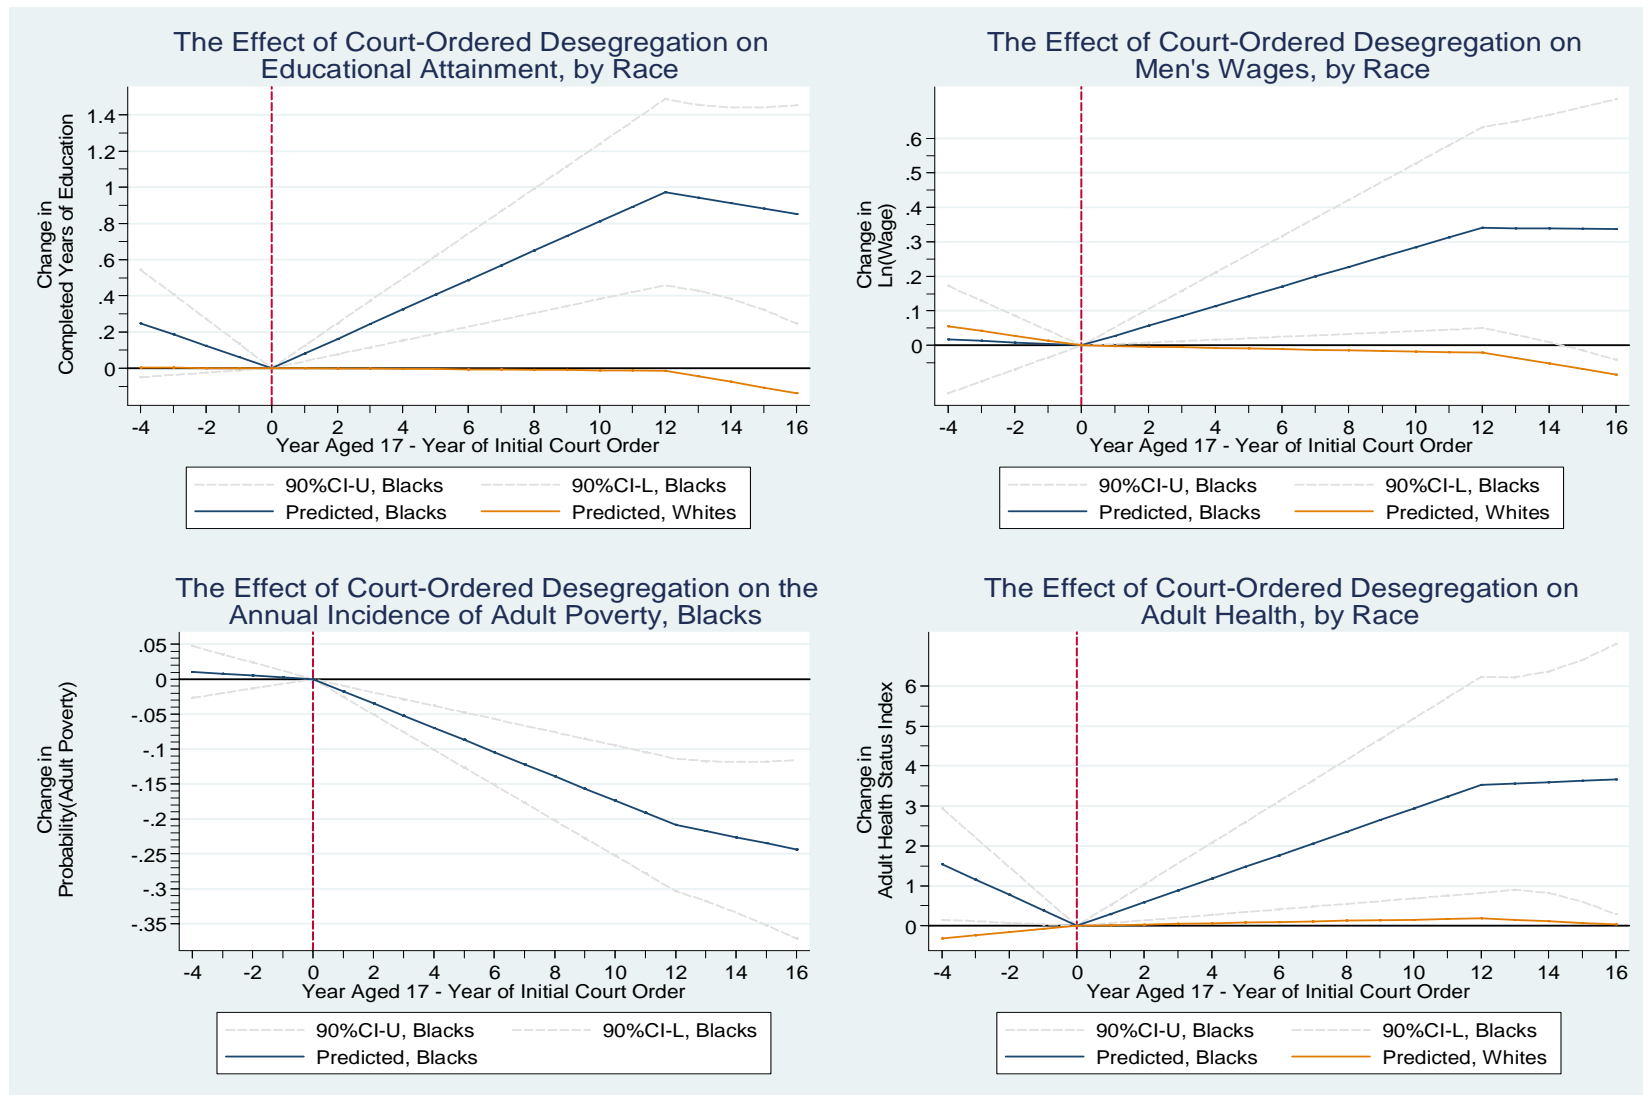 The Effect of Court-Ordered Desegregation on
Educational Attainment, by Race
Change in
Completed Years of Education
1.4
1.2
1
.8
.6
.4
.2
0
-4 -2 0 2 4 6 8 10 12 14 16
Year Aged 17 - Year of Initial Court Order
90%CI-U, Blacks 90%CI-L, Blacks
Predicted, Blacks Predicted, Whites
The Effect of Court-Ordered Desegregation on
Men's Wages, by Race
Change in
Ln(Wage)
.6
.5
.4
.3
.2
.1
0
-4 -2 0 2 4 6 8 10 12 14 16
Year Aged 17 - Year of Initial Court Order
90%CI-U, Blacks 90%CI-L, Blacks
Predicted, Blacks Predicted, Whites
The Effect of Court-Ordered Desegregation on the
Annual Incidence of Adult Poverty, Blacks
Change in
Probability(Adult Poverty)
.05
0
-.05
-.1
-.15
-.2
-.25
-.3
-.35
-4 -2 0 2 4 6 8 10 12 14 16
Year Aged 17 - Year of Initial Court Order
90%CI-U, Blacks 90%CI-L, Blacks
Predicted, Blacks
The Effect of Court-Ordered Desegregation on
Adult Health, by Race
Change in
Adult Health Status Index
6
5
4
3
2
1
0
-4 -2 0 2 4 6 8 10 12 14 16
Year Aged 17 - Year of Initial Court Order
90%CI-U, Blacks 90%CI-L, Blacks
Predicted, Blacks Predicted, Whites